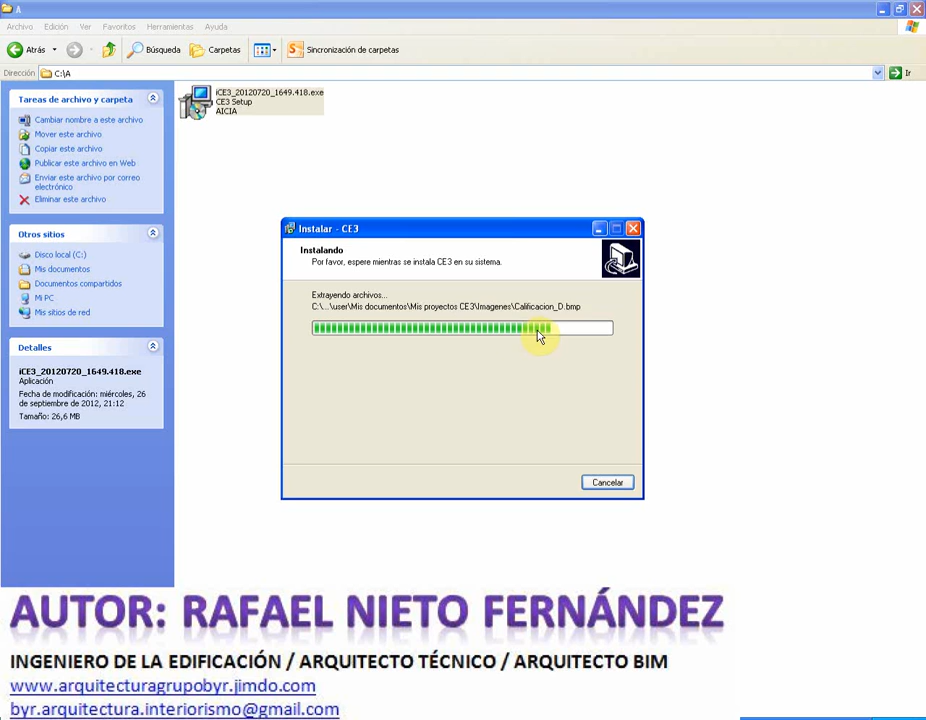 A
Archivo Edición Ver Favoritos Herramientas Ayuda
Atrás Búsqueda Carpetas Sincronización de carpetas
Dirección C:\A Ir
Tareas de archivo y carpeta
Cambiar nombre a este archivo
Mover este archivo
Copiar este archivo
Publicar este archivo en Web
Enviar este archivo por correo
electrónico
Eliminar este archivo
Otros sitios
Disco local (C:)
Mis documentos
Documentos compartidos
Mi PC
Mis sitios de red
Detalles
iCE3_20120720_1649.418.exe
Aplicación
Fecha de modificación: miércoles, 26
de septiembre de 2012, 21:12
Tamaño: 26,6 MB
iCE3_20120720_1649.418.exe
CE3 Setup
AICIA
Instalar - CE3
Instalando
Por favor, espere mientras se instala CE3 en su sistema.
Extrayendo archivos...
C:\...\user\Mis documentos\Mis proyectos CE3\Imagenes\Calificacion_D.bmp
Cancelar
AUTOR: RAFAEL NIETO FERNÁNDEZ
INGENIERO DE LA EDIFICACIÓN / ARQUITECTO TÉCNICO / ARQUITECTO BIM
www.arquitecturagrupobyr.jimdo.com
byr.arquitectura.interiorismo@gmail.com